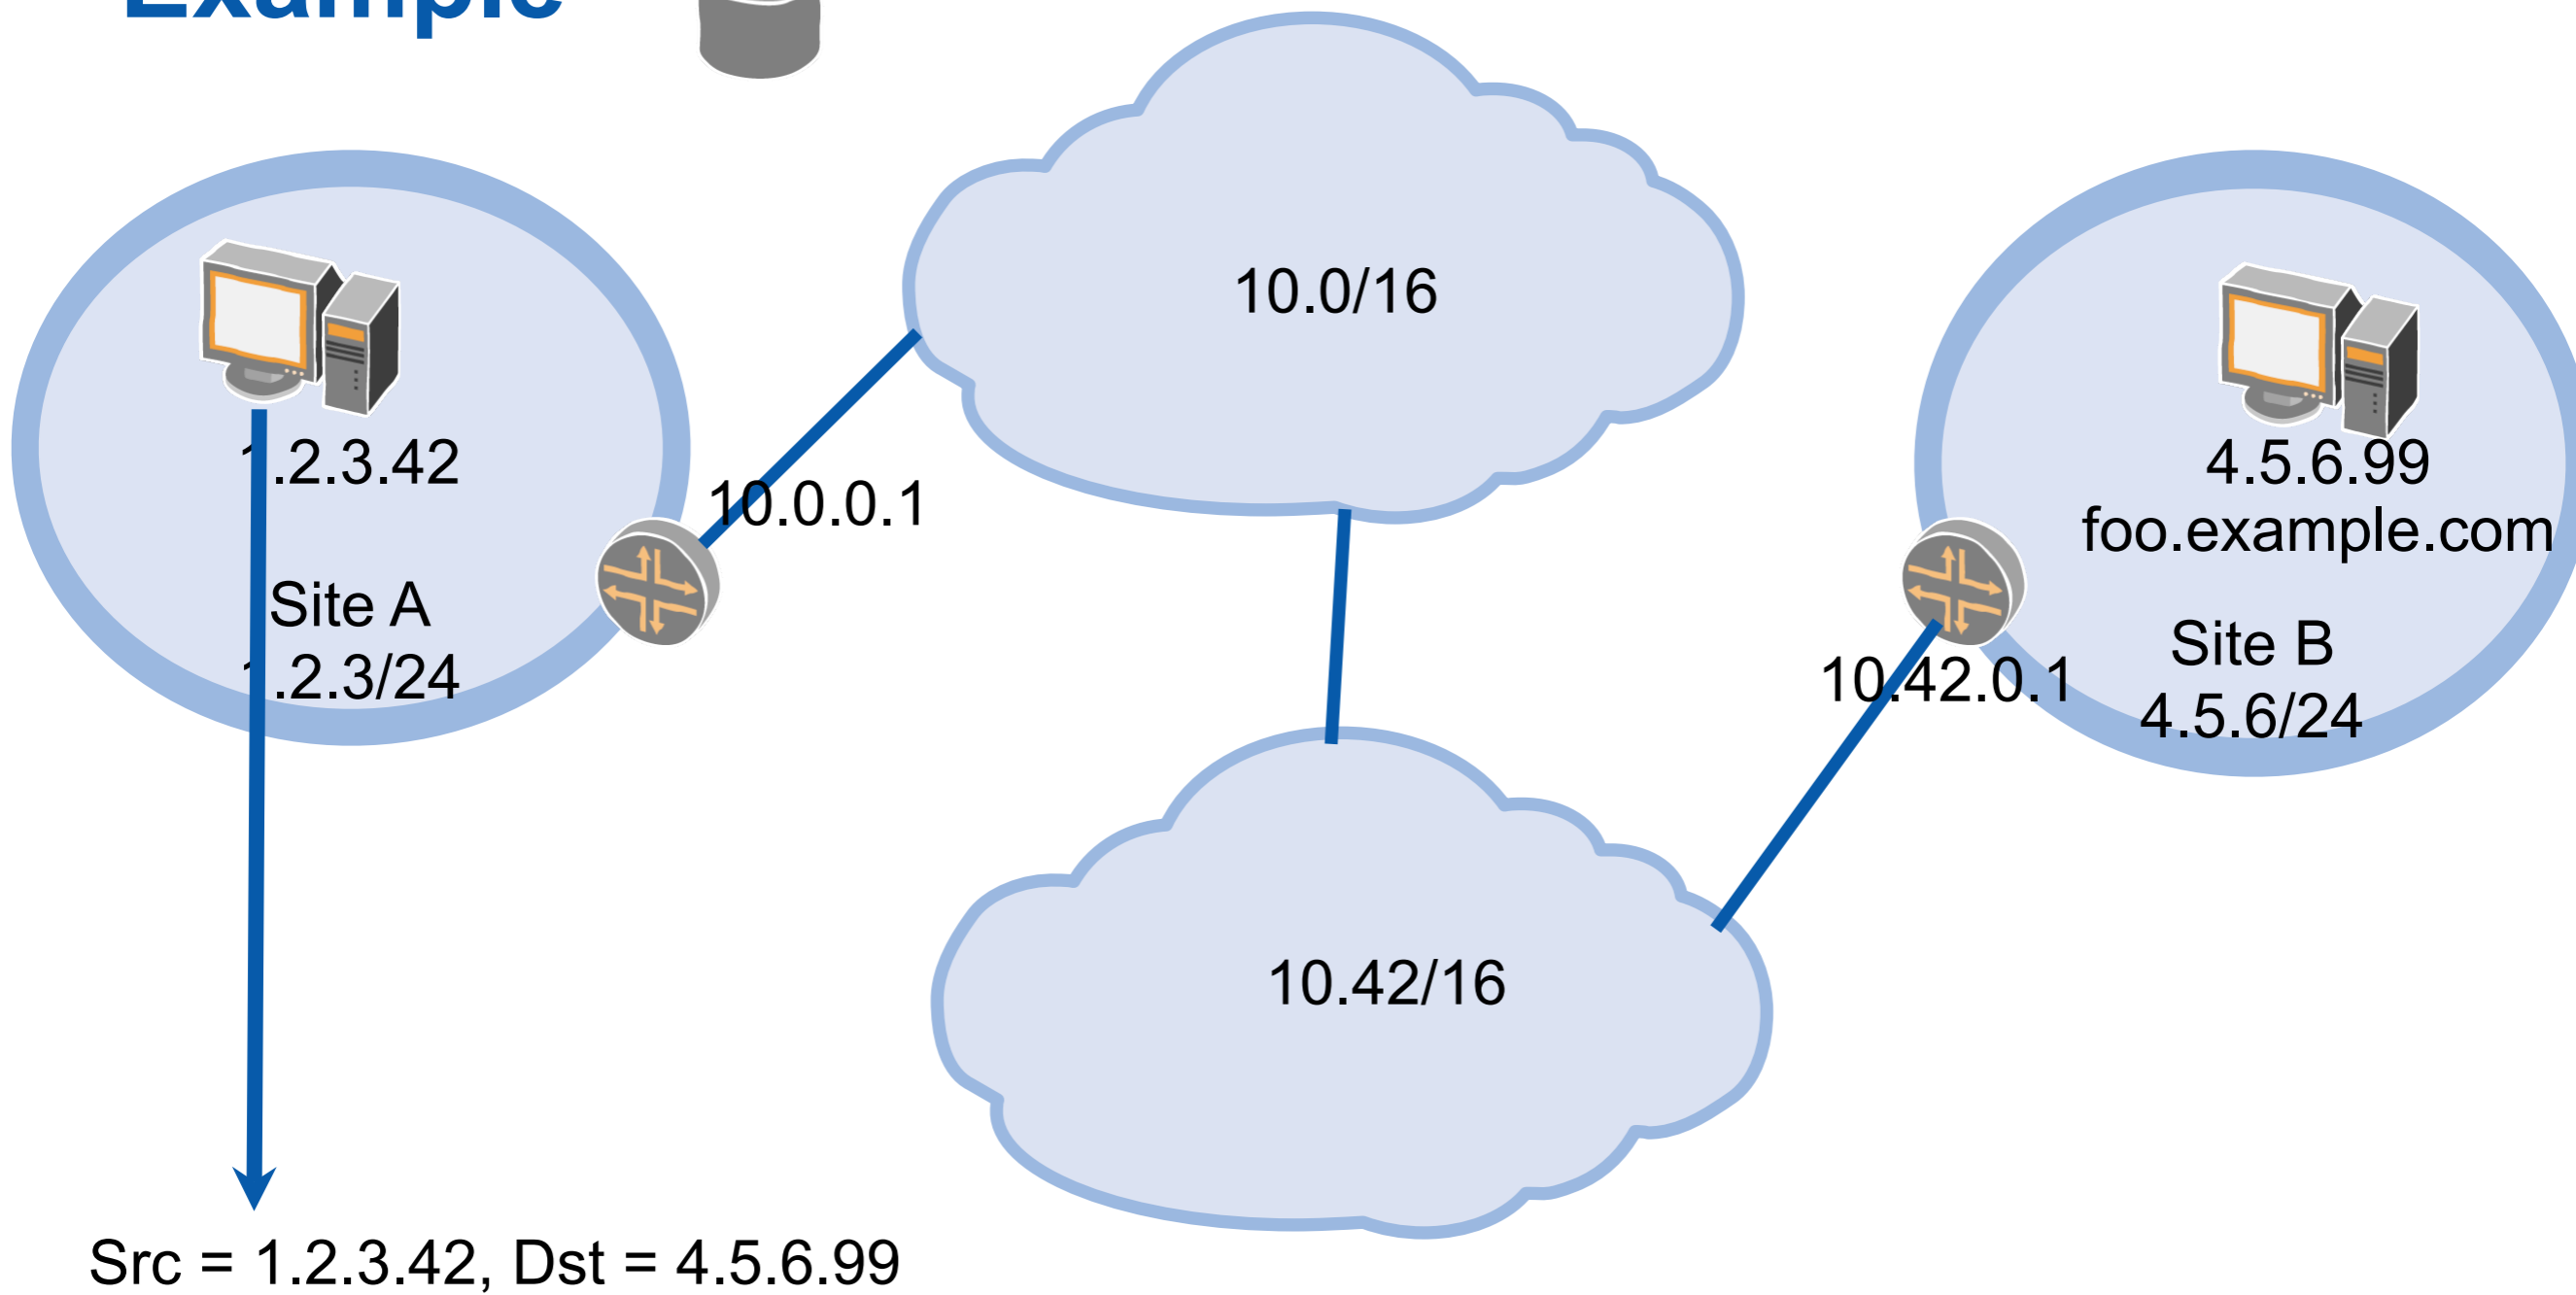 Example
10.0/16
1.2.3.42
10.0.0.1
Site A
1.2.3/24
4.5.6.99
foo.example.com
10.42.0.1
Site B
4.5.6/24
10.42/16
Src = 1.2.3.42, Dst = 4.5.6.99